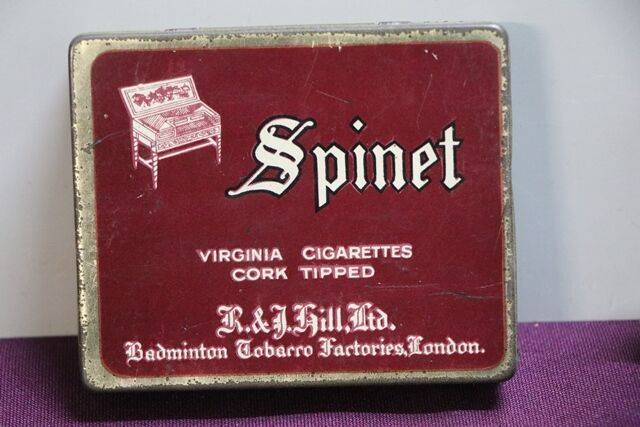 Spinet
VIRGINIA CIGARETTES
CORK TIPPED
R. & J. Hill, Ltd.
Badminton Tobacco Factories, London.